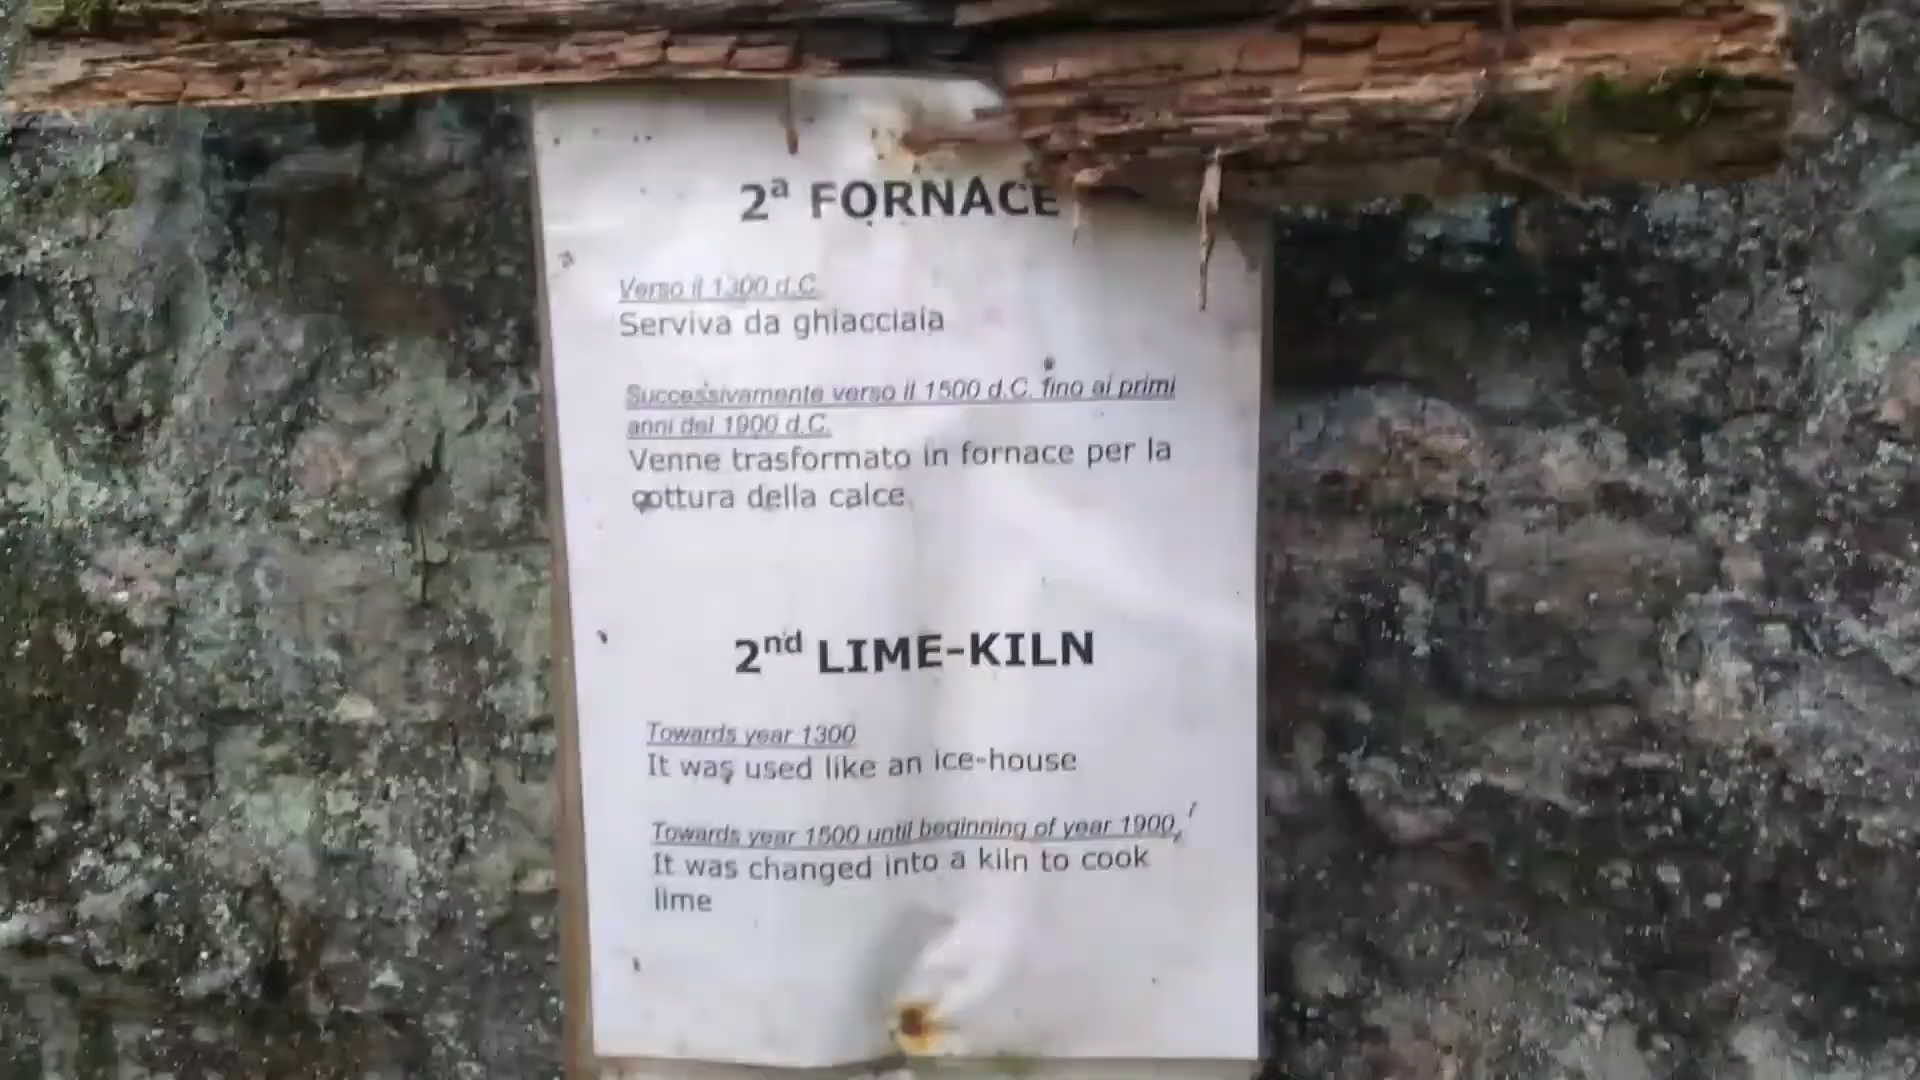 2ª FORNACE
Verso il 1300 d.C.
Serviva da ghiacciaia
Successivamente verso il 1500 d.C. fino ai primi
anni del 1900 d.C.
Venne trasformato in fornace per la
cottura della calce.
2nd LIME-KILN
Towards year 1300
It was used like an ice-house
Towards year 1500 until beginning of year 1900,
It was changed into a kiln to cook
lime